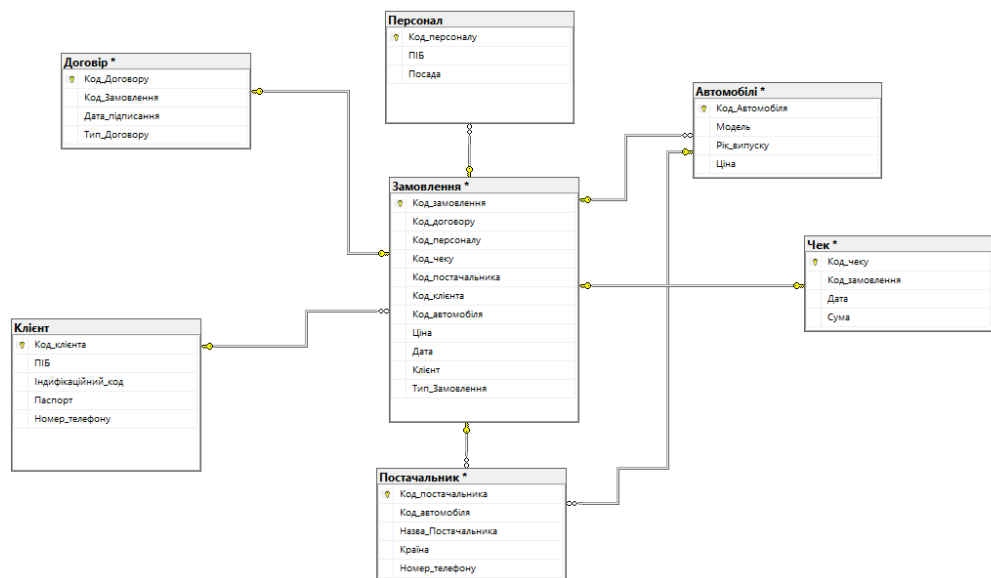 Персонал
Код_персоналу
ПІБ
Посада
Договір *
Код_Договору
Код_Замовлення
Дата_підписання
Тип_Договору
Автомобілі *
Код_Автомобіля
Модель
Рік_випуску
Ціна
Замовлення *
Код_замовлення
Код_договору
Код_персоналу
Код_чеку
Код_постачальника
Код_клієнта
Код_автомобіля
Ціна
Дата
Клієнт
Тип_Замовлення
Чек *
Код_чеку
Код_замовлення
Дата
Сума
Клієнт
Код_клієнта
ПІБ
Індифікаційний_код
Паспорт
Номер_телефону
Постачальник *
Код_постачальника
Код_автомобіля
Назва_Постачальника
Країна
Номер_телефону